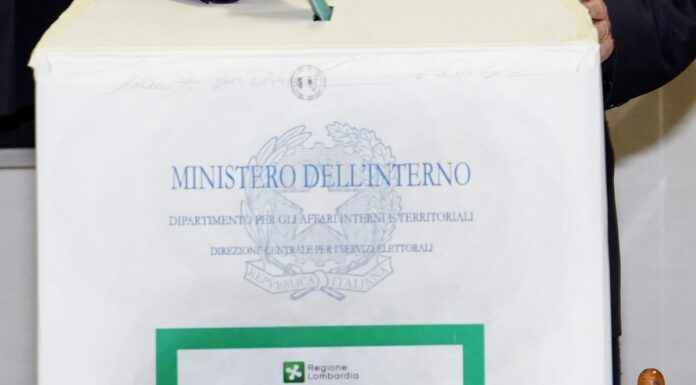 MINISTERO DELL'INTERNO
DIPARTIMENTO PER GLI AFFARI INTERNI E TERRITORIALI
DIREZIONE CENTRALE PER I SERVIZI ELETTORALI
REPUBBLICA ITALIANA
Regione
Lombardia